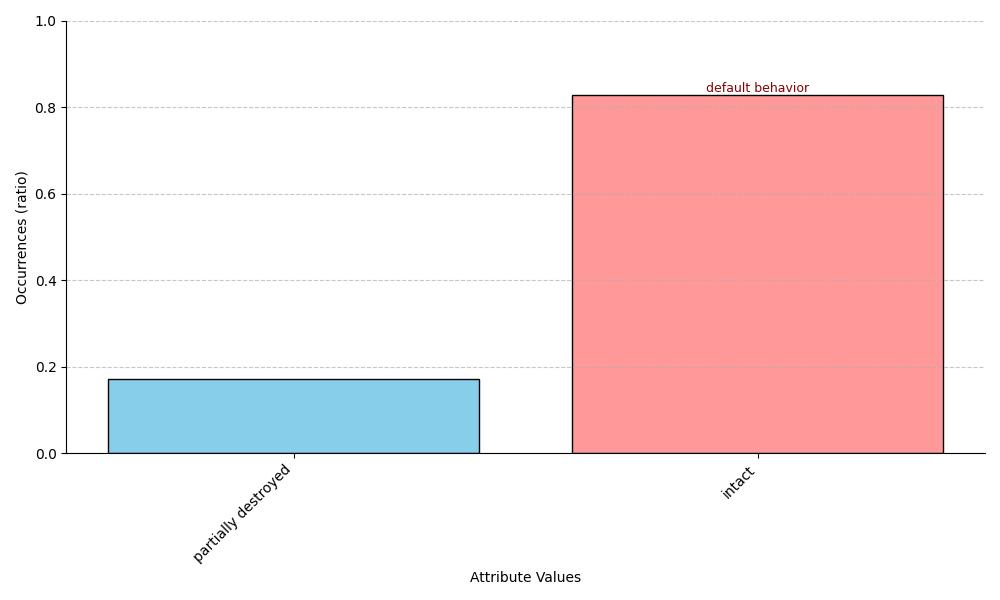 1.0
0.8
0.6
0.4
0.2
0.0
Occurrences (ratio)
default behavior
partially destroyed
intact
Attribute Values